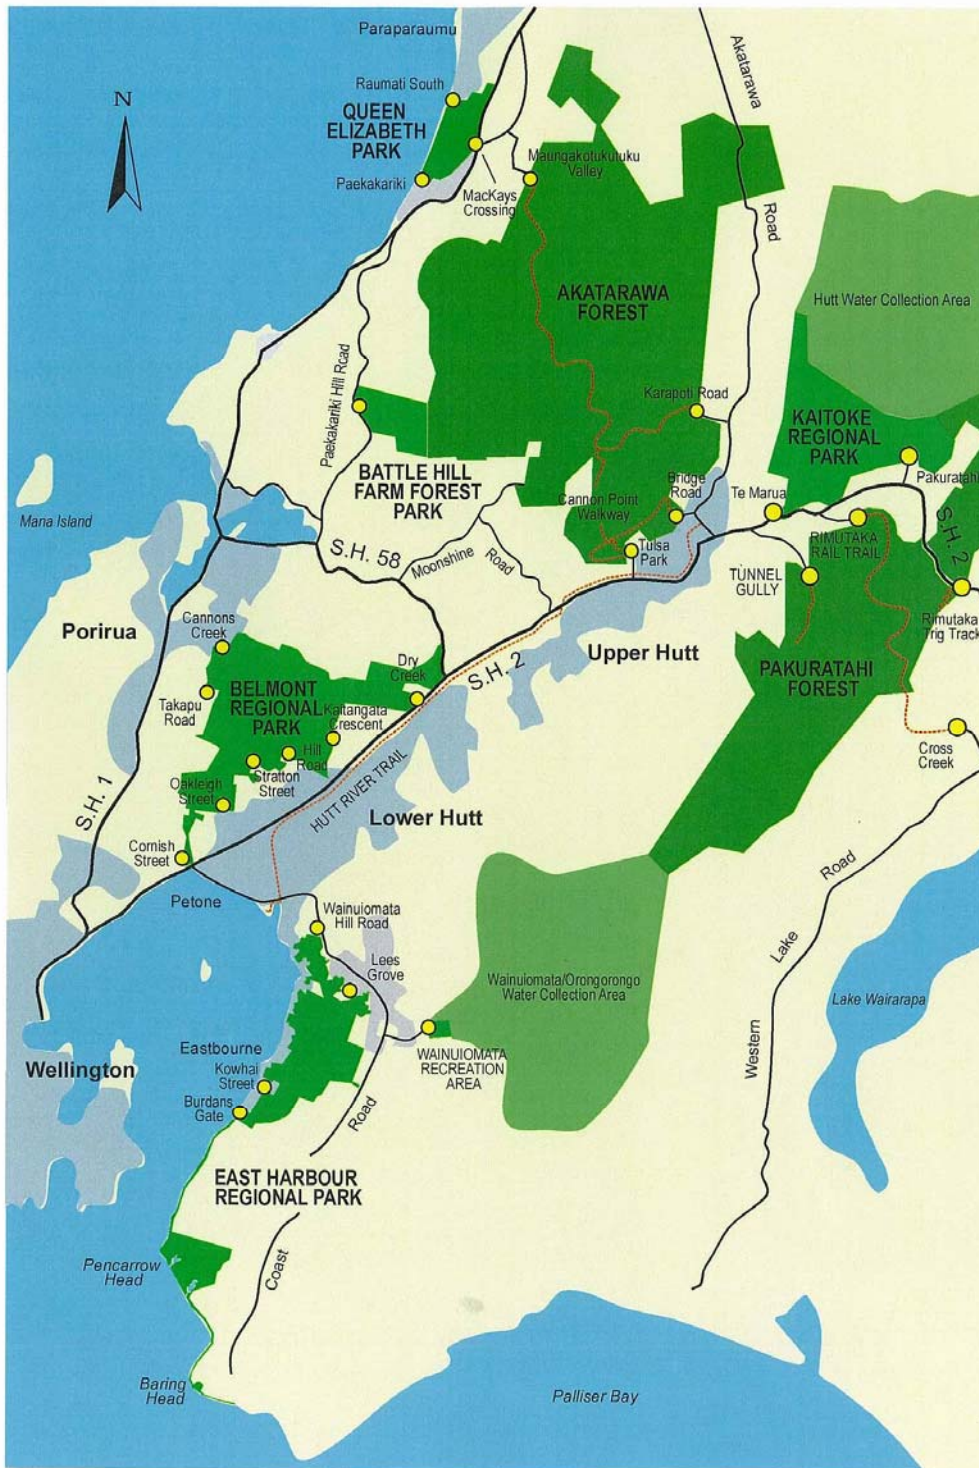 Paraparaumu
Raumati South
N
QUEEN
ELIZABETH
PARK
Paekakariki
MacKays
Crossing
Maungakotukutuku
Valley
Akatarawa
Road
AKATARAWA
FOREST
Hutt Water Collection Area
Paekakariki Hill Road
Karapoti Road
KAITOKE
REGIONAL
PARK
Pakuratahi
BATTLE HILL
FARM FOREST
PARK
Cannon Point
Walkway
Bridge
Road
Te Marua
Mana Island
S.H. 58
Moonshine
Road
Tulsa
Park
RIMUTAKA
RAIL TRAIL
S.H. 2
TUNNEL
GULLY
Rimutaka
Trig Track
Cannons
Creek
Porirua
Dry
Creek
S.H. 2
Upper Hutt
PAKURATAHI
FOREST
Takapu
Road
BELMONT
REGIONAL
PARK
Kaitangata
Crescent
Hill
Road
Stratton
Street
Cross
Creek
S.H. 1
Oakleigh
Street
HUTT RIVER TRAIL
Lower Hutt
Cornish
Street
Petone
Wainuiomata
Hill Road
Lees
Grove
Wainuiomata/Orongorongo
Water Collection Area
Western
Lake
Road
Lake Wairarapa
Wellington
Eastbourne
Kowhai
Street
Burdans
Gate
WAINUIOMATA
RECREATION
AREA
Coast
Road
EAST HARBOUR
REGIONAL PARK
Pencarrow
Head
Baring
Head
Palliser Bay